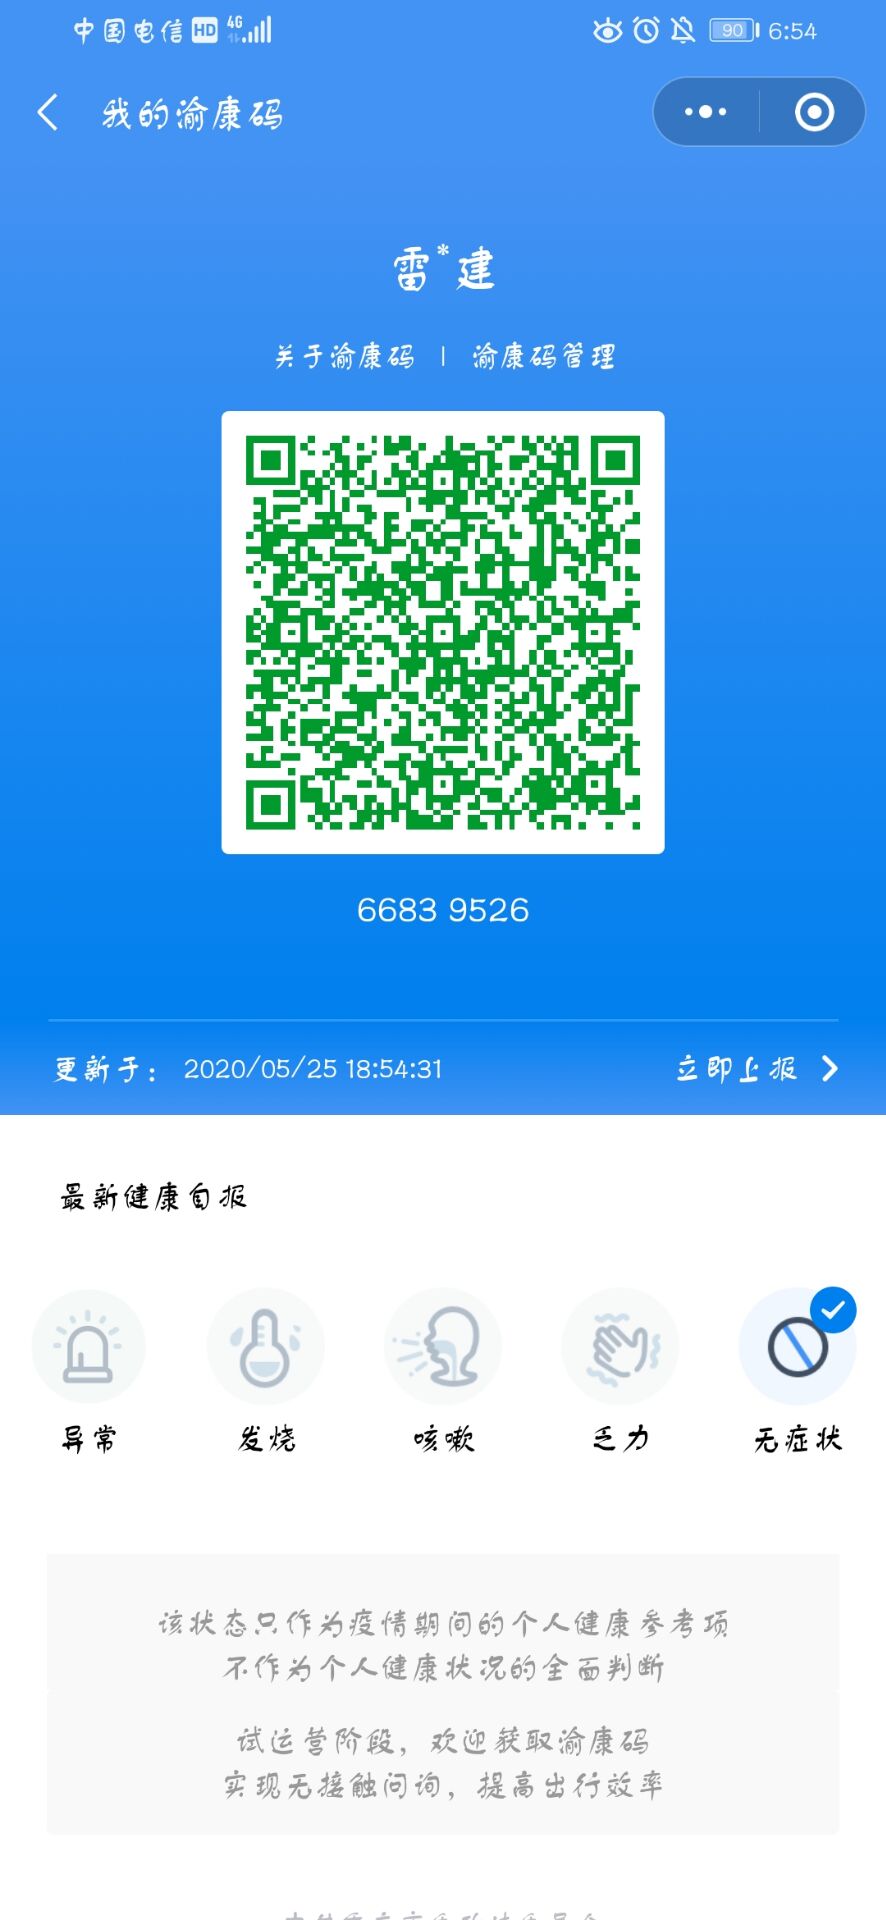 中国电信 HD 4G 90 6:54
我的渝康码
雷*建
关于渝康码 | 渝康码管理
6683 9526
更新于： 2020/05/25 18:54:31 立即上报
最新健康自报
异常 发烧 咳嗽 乏力 无症状
该状态只作为疫情期间的个人健康参考项
不作为个人健康状况的全面判断
试运营阶段，欢迎获取渝康码
实现无接触问询，提高出行效率